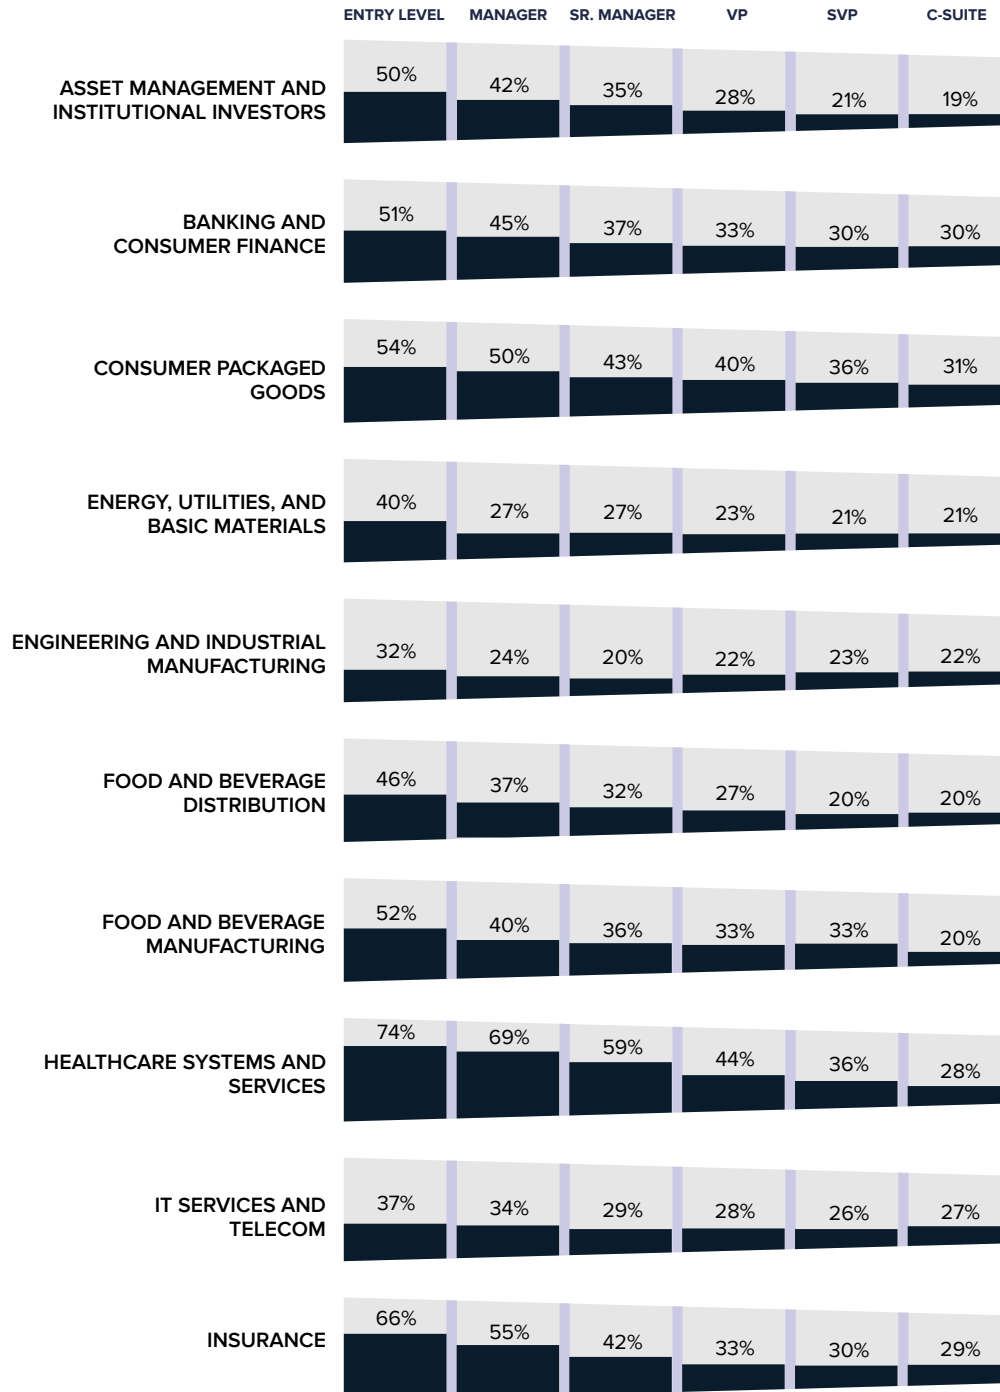 ENTRY LEVEL MANAGER SR. MANAGER VP SVP C-SUITE
ASSET MANAGEMENT AND
INSTITUTIONAL INVESTORS
50% 42% 35% 28% 21% 19%
BANKING AND
CONSUMER FINANCE
51% 45% 37% 33% 30% 30%
CONSUMER PACKAGED
GOODS
54% 50% 43% 40% 36% 31%
ENERGY, UTILITIES, AND
BASIC MATERIALS
40% 27% 27% 23% 21% 21%
ENGINEERING AND INDUSTRIAL
MANUFACTURING
32% 24% 20% 22% 23% 22%
FOOD AND BEVERAGE
DISTRIBUTION
46% 37% 32% 27% 20% 20%
FOOD AND BEVERAGE
MANUFACTURING
52% 40% 36% 33% 33% 20%
HEALTHCARE SYSTEMS AND
SERVICES
74% 69% 59% 44% 36% 28%
IT SERVICES AND
TELECOM
37% 34% 29% 28% 26% 27%
INSURANCE
66% 55% 42% 33% 30% 29%